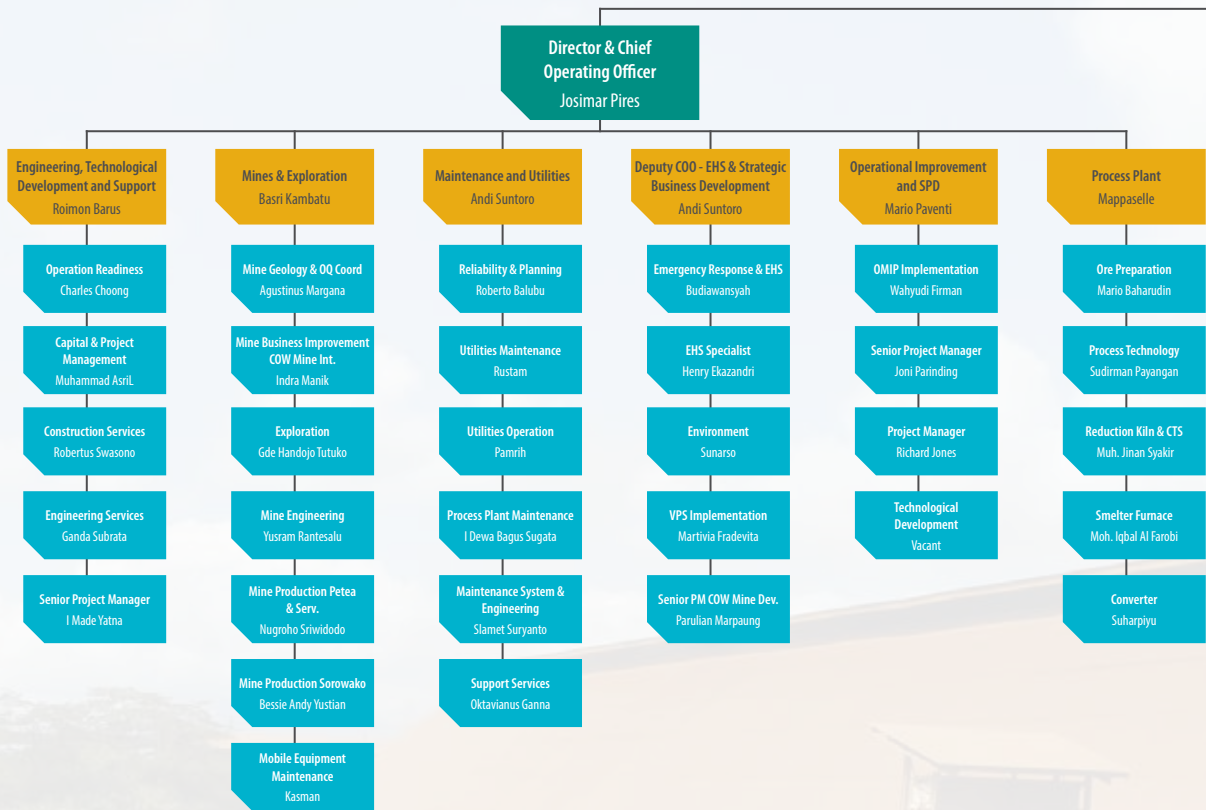 Director & Chief
Operating Officer
Josimar Pires
Engineering, Technological
Development and Support
Roimon Barus
Operation Readiness
Charles Choong
Capital & Project
Management
Muhammad AsriL
Construction Services
Robertus Swasono
Engineering Services
Ganda Subrata
Senior Project Manager
I Made Yatna
Mines & Exploration
Basri Kambatu
Mine Geology & OQ Coord
Agustinus Margana
Mine Business Improvement
COW Mine Int.
Indra Manik
Exploration
Gde Handojo Tutuko
Mine Engineering
Yusram Rantesalu
Mine Production Petea
& Serv.
Nugroho Sriwidodo
Mine Production Sorowako
Bessie Andy Yustian
Mobile Equipment
Maintenance
Kasman
Maintenance and Utilities
Andi Suntoro
Reliability & Planning
Roberto Balubu
Utilities Maintenance
Rustam
Utilities Operation
Pamrih
Process Plant Maintenance
I Dewa Bagus Sugata
Maintenance System &
Engineering
Slamet Suryanto
Support Services
Oktavianus Ganna
Deputy COO - EHS & Strategic
Business Development
Andi Suntoro
Emergency Response & EHS
Budiawansyah
EHS Specialist
Henry Ekazandri
Environment
Sunarso
VPS Implementation
Martivia Fradevita
Senior PM COW Mine Dev.
Parulian Marpaung
Operational Improvement
and SPD
Mario Paventi
OMIP Implementation
Wahyudi Firman
Senior Project Manager
Joni Parinding
Project Manager
Richard Jones
Technological
Development
Vacant
Process Plant
Mappaselle
Ore Preparation
Mario Baharudin
Process Technology
Sudirman Payangan
Reduction Kiln & CTS
Muh. Jinan Syakir
Smelter Furnace
Moh. Iqbal Al Farobi
Converter
Suharpiyu